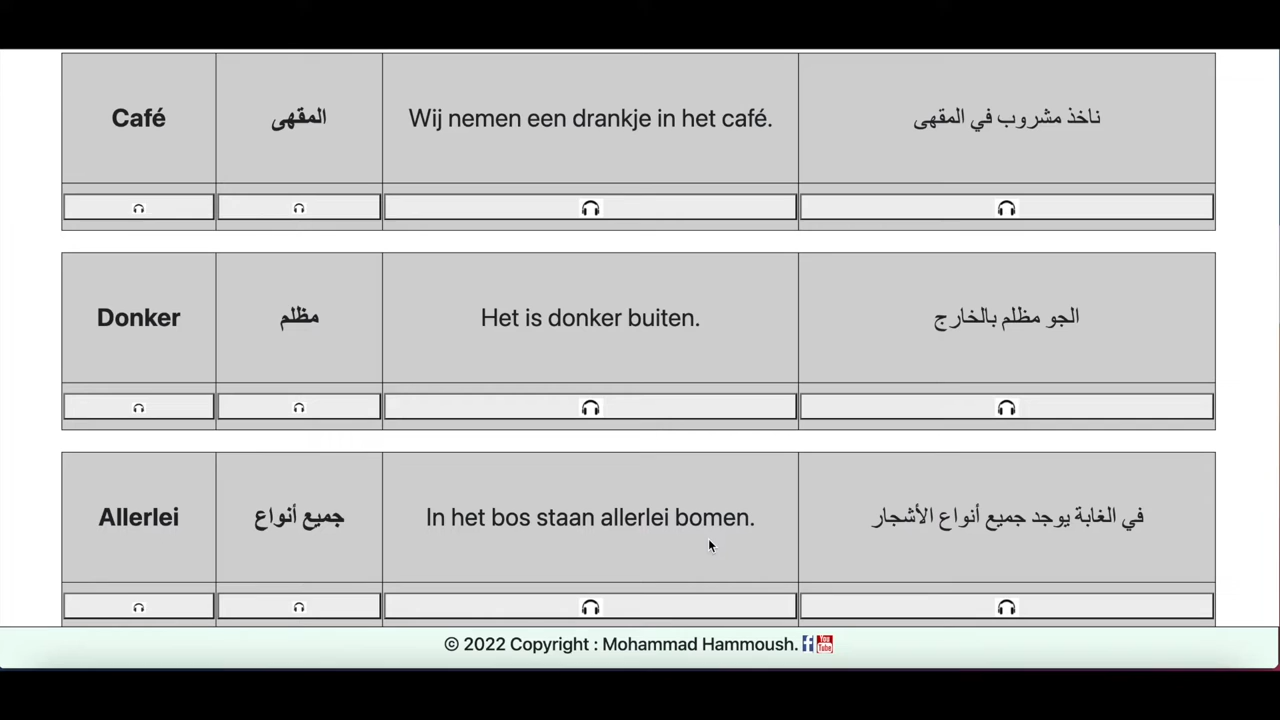 Café
المقهى
Wij nemen een drankje in het café.
ناخذ مشروب في المقهى
Donker
مظلم
Het is donker buiten.
الجو مظلم بالخارج
Allerlei
جميع أنواع
In het bos staan allerlei bomen.
في الغابة يوجد جميع أنواع الأشجار
© 2022 Copyright : Mohammad Hammoush.
You Tube